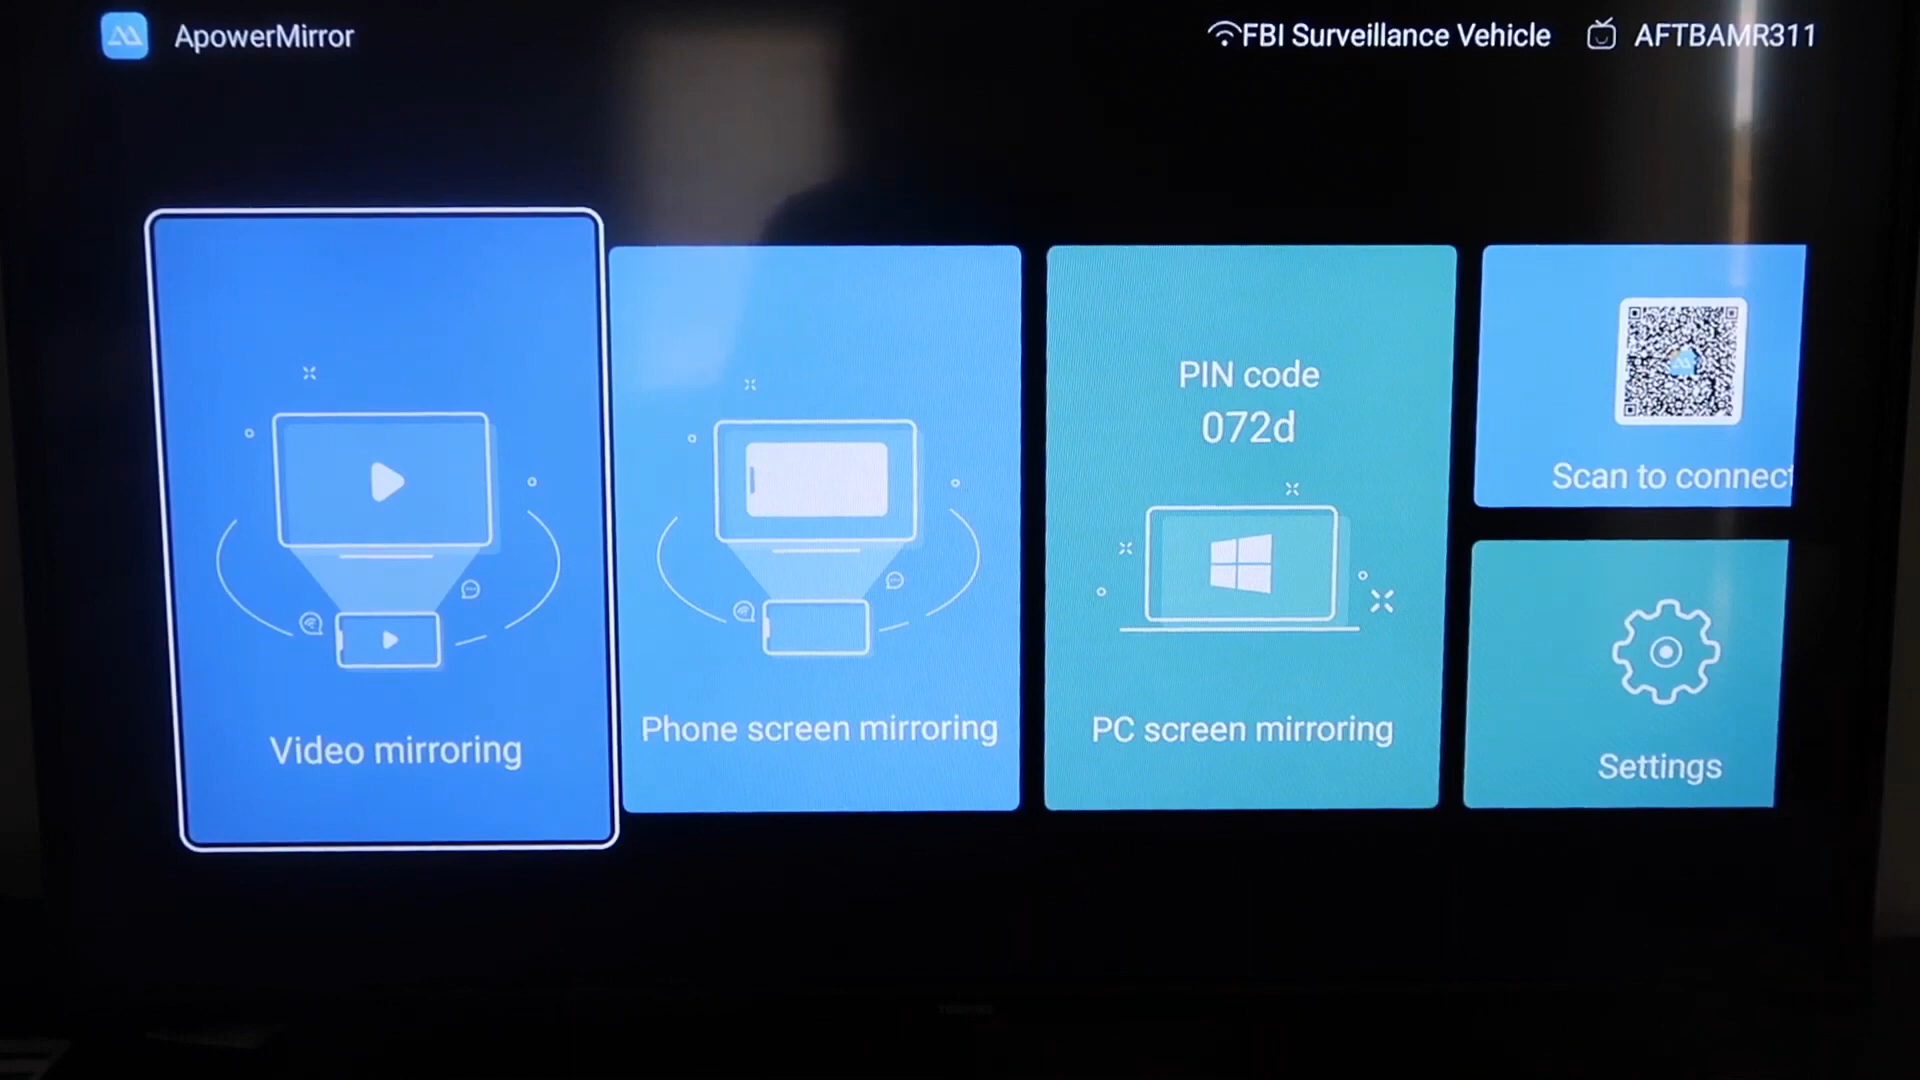 ApowerMirror
FBI Surveillance Vehicle
AFTBAMR311
Video mirroring
Phone screen mirroring
PIN code
072d
PC screen mirroring
Scan to connect
Settings